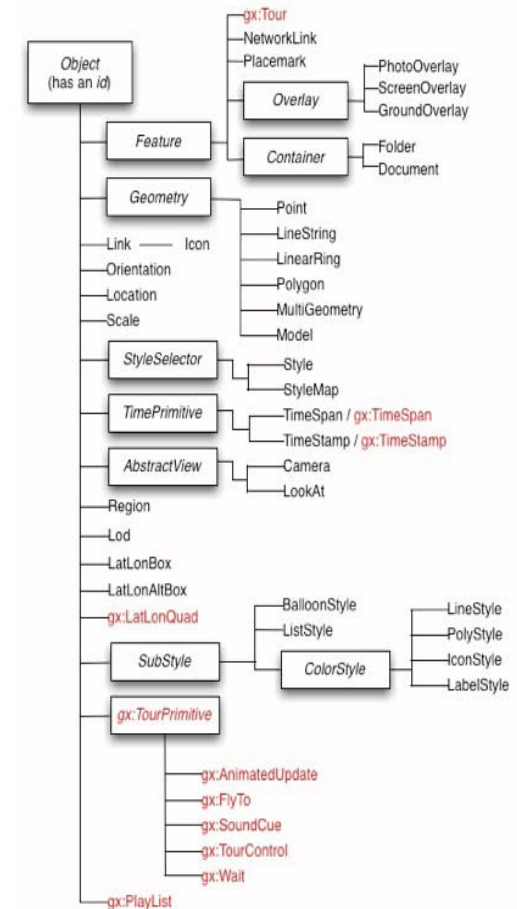 Object
(has an id)
gx:Tour
NetworkLink
Placemark
Overlay
PhotoOverlay
ScreenOverlay
GroundOverlay
Feature
Container
Folder
Document
Geometry
Point
LineString
LinearRing
Polygon
MultiGeometry
Model
Link
Icon
Orientation
Location
Scale
StyleSelector
Style
StyleMap
TimePrimitive
TimeSpan / gx:TimeSpan
TimeStamp / gx:TimeStamp
AbstractView
Camera
LookAt
Region
Lod
LatLonBox
LatLonAltBox
gx:LatLonQuad
SubStyle
BalloonStyle
ListStyle
ColorStyle
LineStyle
PolyStyle
IconStyle
LabelStyle
gx:TourPrimitive
gx:AnimatedUpdate
gx:FlyTo
gx:SoundCue
gx:TourControl
gx:Wait
gx:PlayList